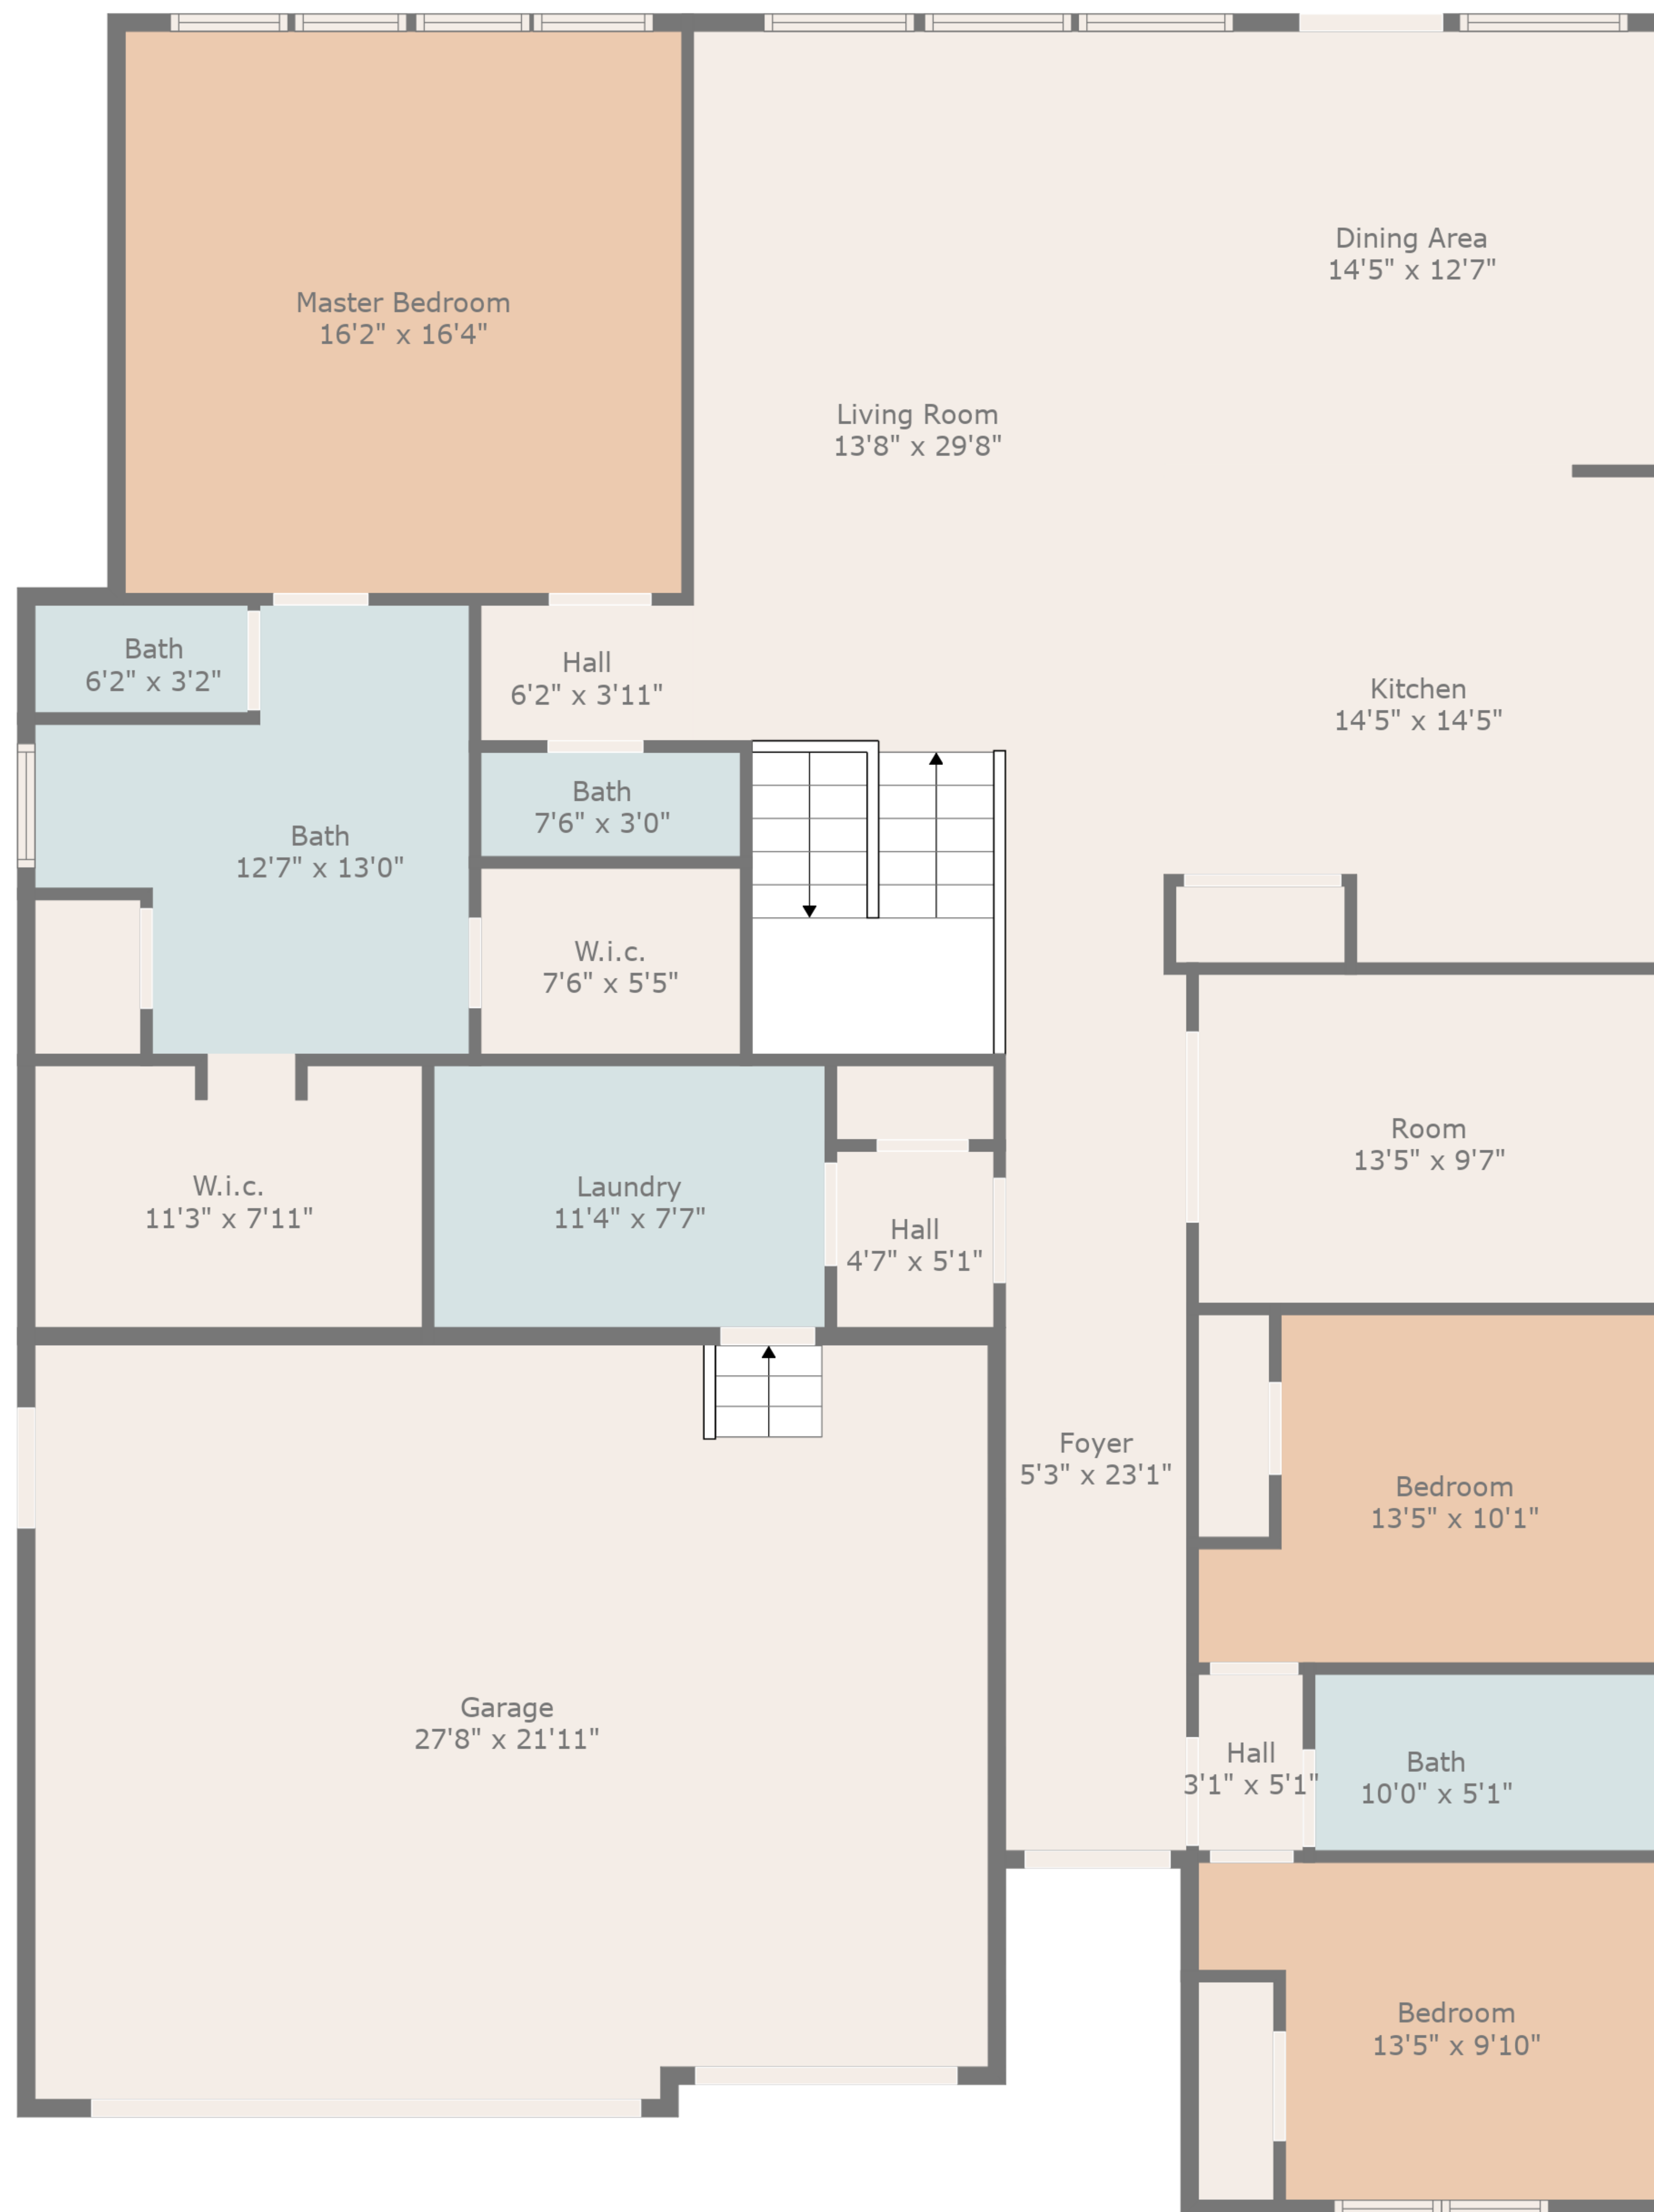 Dining Area
14'5" x 12'7"
Master Bedroom
16'2" x 16'4"
Living Room
13'8" x 29'8"
Bath
6'2" x 3'2"
Hall
6'2" x 3'11"
Kitchen
14'5" x 14'5"
Bath
7'6" x 3'0"
Bath
12'7" x 13'0"
W.i.c.
7'6" x 5'5"
Room
13'5" x 9'7"
W.i.c.
11'3" x 7'11"
Laundry
11'4" x 7'7"
Hall
4'7" x 5'1"
Foyer
5'3" x 23'1"
Bedroom
13'5" x 10'1"
Garage
27'8" x 21'11"
Hall
3'1" x 5'1"
Bath
10'0" x 5'1"
Bedroom
13'5" x 9'10"